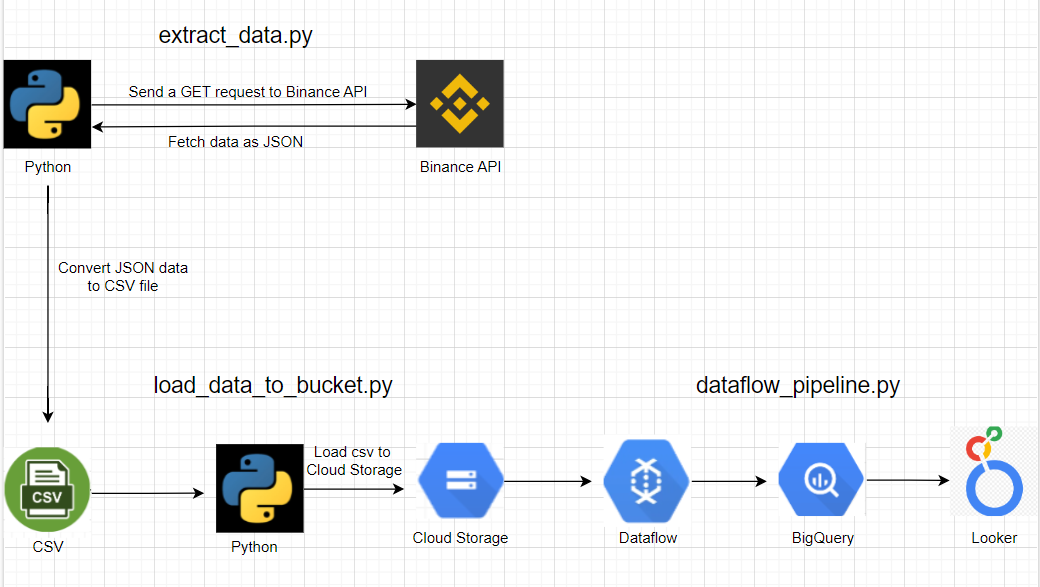 extract_data.py
Send a GET request to Binance API
Fetch data as JSON
Python
Binance API
Convert JSON data
to CSV file
load_data_to_bucket.py
dataflow_pipeline.py
Load csv to
Cloud Storage
CSV
CSV
Python
Cloud Storage
Dataflow
BigQuery
Looker